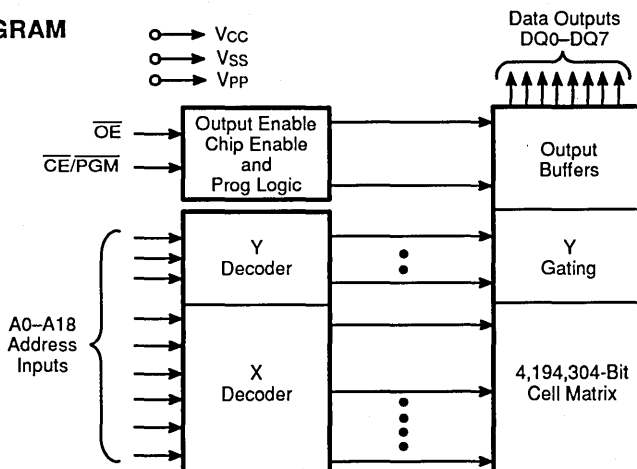 GRAM
VCC
VSS
VPP
Data Outputs
DQ0–DQ7
OE
CE/PGM
Output Enable
Chip Enable
and
Prog Logic
Output
Buffers
Y
Decoder
Y
Gating
A0–A18
Address
Inputs
X
Decoder
4,194,304-Bit
Cell Matrix